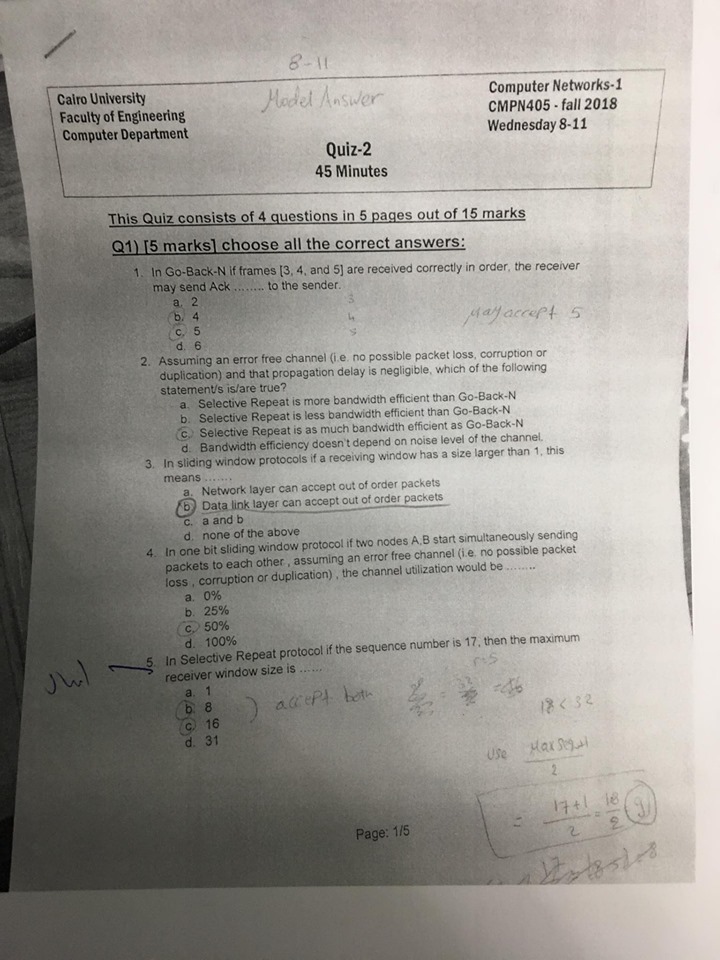 8-11
Model Answer
Cairo University
Faculty of Engineering
Computer Department
Computer Networks-1
CMPN405 - fall 2018
Wednesday 8-11
Quiz-2
45 Minutes
This Quiz consists of 4 questions in 5 pages out of 15 marks
Q1) [5 marks] choose all the correct answers:
1. In Go-Back-N if frames [3, 4, and 5] are received correctly in order, the receiver
may send Ack ........ to the sender.
a. 2
b. 4
c. 5
d. 6
3
4
5
May accept 5
2. Assuming an error free channel (i.e. no possible packet loss, corruption or
duplication) and that propagation delay is negligible, which of the following
statement/s is/are true?
a. Selective Repeat is more bandwidth efficient than Go-Back-N
b. Selective Repeat is less bandwidth efficient than Go-Back-N
c. Selective Repeat is as much bandwidth efficient as Go-Back-N
d. Bandwidth efficiency doesn't depend on noise level of the channel.
3. In sliding window protocols if a receiving window has a size larger than 1, this
means .......
a. Network layer can accept out of order packets
b. Data link layer can accept out of order packets
c. a and b
d. none of the above
4. In one bit sliding window protocol if two nodes A,B start simultaneously sending
packets to each other , assuming an error free channel (i.e. no possible packet
loss , corruption or duplication) , the channel utilization would be ........
a. 0%
b. 25%
c. 50%
d. 100%
5. In Selective Repeat protocol if the sequence number is 17, then the maximum
receiver window size is ......
a. 1
b. 8
c. 16
d. 31
accept both
18 < 32
use Max Seq+1
2
= 17+1 = 18 9
2 2
Page: 1/5